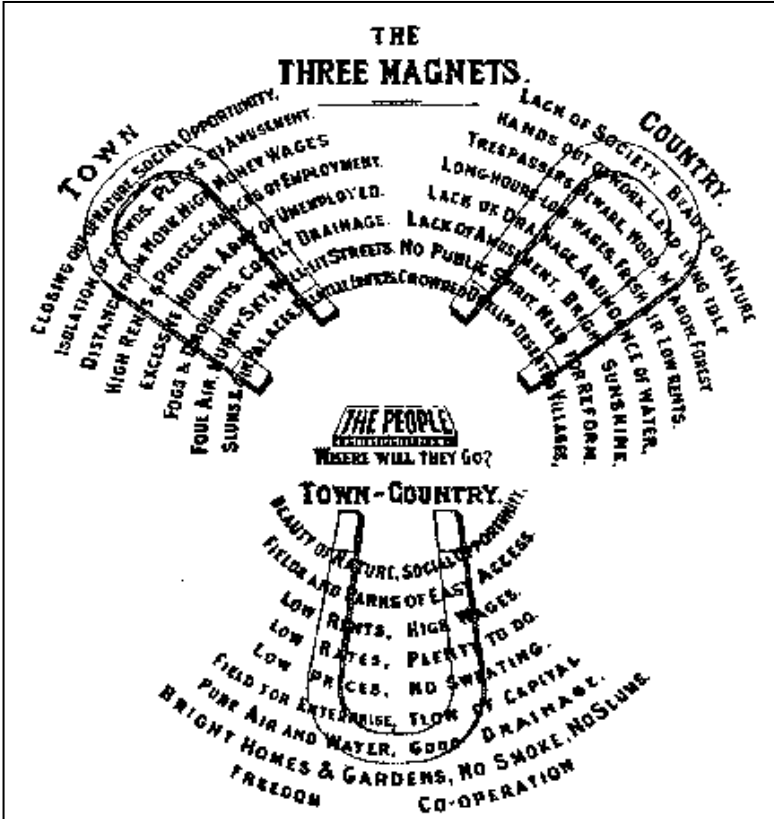 THE
THREE MAGNETS.
TOWN
CLOSING OUT OF NATURE. SOCIAL OPPORTUNITY.
ISOLATION OF CROWDS. PLACES OF AMUSEMENT.
DISTANCE FROM WORK. HIGH MONEY WAGES
HIGH RENTS & PRICES. CHANCES OF EMPLOYMENT.
EXCESSIVE HOURS. ARMY OF UNEMPLOYED.
FOGS & DROUGHTS. COSTLY DRAINAGE.
FOUL AIR. MURKY SKY. WELL-LIT STREETS.
SLUMS & GIN PALACES.
COUNTRY.
LACK OF SOCIETY. BEAUTY OF NATURE
HANDS OUT OF WORK. LAND LYING IDLE
TRESPASSERS BEWARE. WOOD, MEADOW, FOREST
LONG HOURS-LOW WAGES. FRESH AIR LOW RENTS.
LACK OF DRAINAGE. ABUNDANCE OF WATER,
LACK OF AMUSEMENT. BRIGHT SUNSHINE.
NO PUBLIC SPIRIT. NEED FOR REFORM.
CROWDED DESERTED VILLAGES,
THE PEOPLE
WHERE WILL THEY GO?
TOWN-COUNTRY.
BEAUTY OF NATURE, SOCIAL OPPORTUNITY.
FIELDS AND PARKS OF EASY ACCESS.
LOW RENTS, HIGH WAGES.
LOW RATES, PLENTY TO DO.
LOW PRICES, NO SWEATING.
FIELD FOR ENTERPRISE, FLOW OF CAPITAL
PURE AIR AND WATER, GOOD DRAINAGE.
BRIGHT HOMES & GARDENS, NO SMOKE, NO SLUMS.
FREEDOM CO-OPERATION